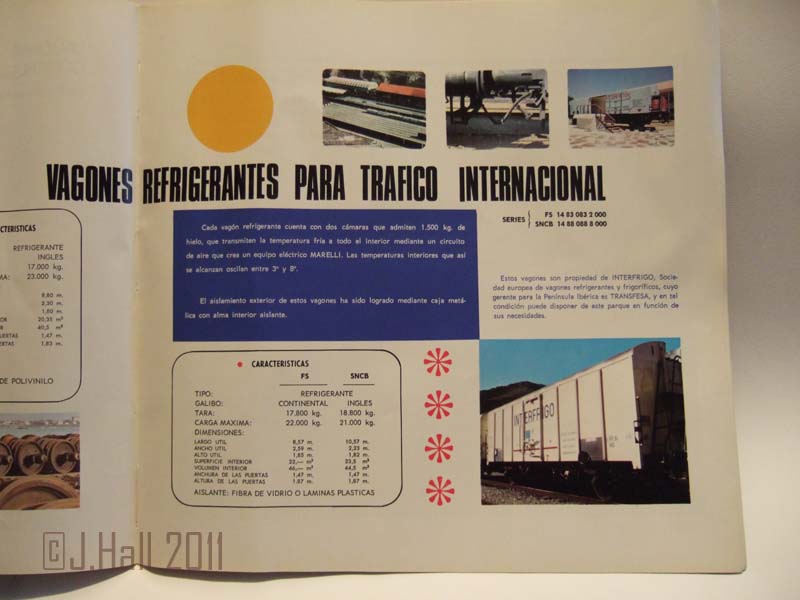 CTERISTICAS
REFRIGERANTE
INGLES
17.000 kg.
MA: 23.000 kg.
8,80 m.
2,30 m.
1,80 m.
RIOR 20,35 m²
OR 40,5 m³
PUERTAS 1,47 m.
UERTAS 1,83 m.
DE POLIVINILO
VAGONES REFRIGERANTES PARA TRAFICO INTERNACIONAL
SERIES { FS 14 83 083 2 000
SNCB 14 88 088 8 000
Cada vagón refrigerante cuenta con dos cámaras que admiten 1.500 kg. de
hielo, que transmiten la temperatura fría a todo el interior mediante un circuito
de aire que crea un equipo eléctrico MARELLI. Las temperaturas interiores que así
se alcanzan oscilan entre 3º y 8º.
El aislamiento exterior de estos vagones ha sido logrado mediante caja metá-
lica con alma interior aislante.
Estos vagones son propiedad de INTERFRIGO, Socie-
dad europea de vagones refrigerantes y frigoríficos, cuyo
gerente para la Península Ibérica es TRANSFESA, y en tal
condición puede disponer de este parque en función de
sus necesidades.
CARACTERISTICAS
FS SNCB
TIPO: REFRIGERANTE
GALIBO: CONTINENTAL INGLES
TARA: 17.800 kg. 18.800 kg.
CARGA MAXIMA: 22.000 kg. 21.000 kg.
DIMENSIONES:
LARGO UTIL 8,57 m. 10,57 m.
ANCHO UTIL 2,59 m. 2,23 m.
ALTO UTIL 1,85 m. 1,82 m.
SUPERFICIE INTERIOR 22,— m² 23,5 m²
VOLUMEN INTERIOR 46,— m³ 44,5 m³
ANCHURA DE LAS PUERTAS 1,47 m. 1,47 m.
ALTURA DE LAS PUERTAS 1,87 m. 1,87 m.
AISLANTE: FIBRA DE VIDRIO O LAMINAS PLASTICAS
INTERFRIGO
©J.Hall 2011